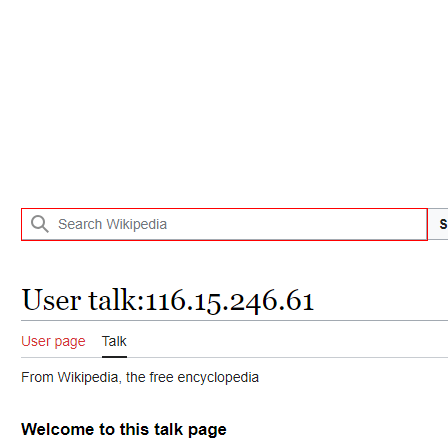 Search Wikipedia
S
User talk:116.15.246.61
User page Talk
From Wikipedia, the free encyclopedia
Welcome to this talk page